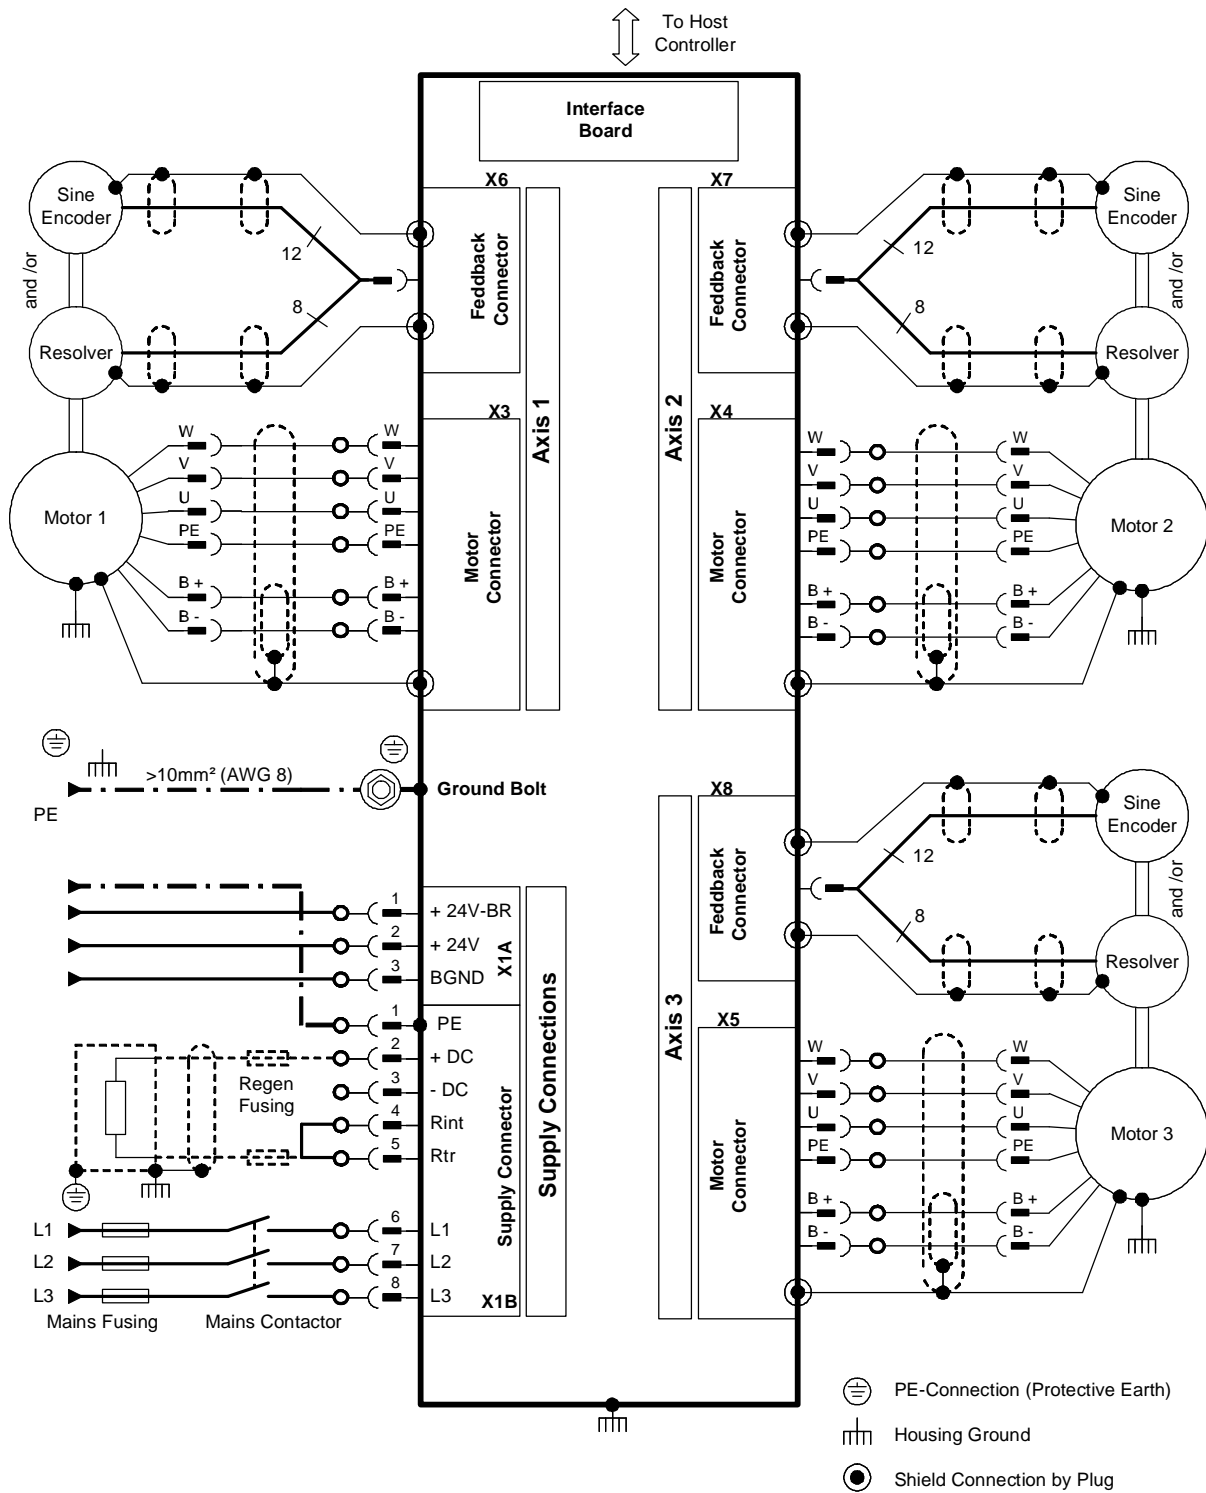 To Host
Controller
Interface
Board
X6
X7
Sine
Encoder
12
and /or
8
Resolver
Feddback
Connector
Axis 1
X3
W
W
V
V
U
U
PE
PE
B +
B +
B -
B -
Motor 1
Motor
Connector
Axis 2
Feddback
Connector
12
8
Sine
Encoder
and /or
Resolver
X4
W
W
V
V
U
U
PE
PE
B +
B +
B -
B -
Motor
Connector
Motor 2
>10mm² (AWG 8)
PE
Ground Bolt
1
+ 24V-BR
2
+ 24V
3
BGND
X1A
1
PE
2
+ DC
3
- DC
4
Rint
5
Rtr
Regen
Fusing
6
L1
L1
7
L2
L2
8
L3
L3
X1B
Mains Fusing
Mains Contactor
Supply Connector
Supply Connections
X8
Feddback
Connector
12
8
Sine
Encoder
and /or
Resolver
Axis 3
X5
W
W
V
V
U
U
PE
PE
B +
B +
B -
B -
Motor
Connector
Motor 3
PE-Connection (Protective Earth)
Housing Ground
Shield Connection by Plug